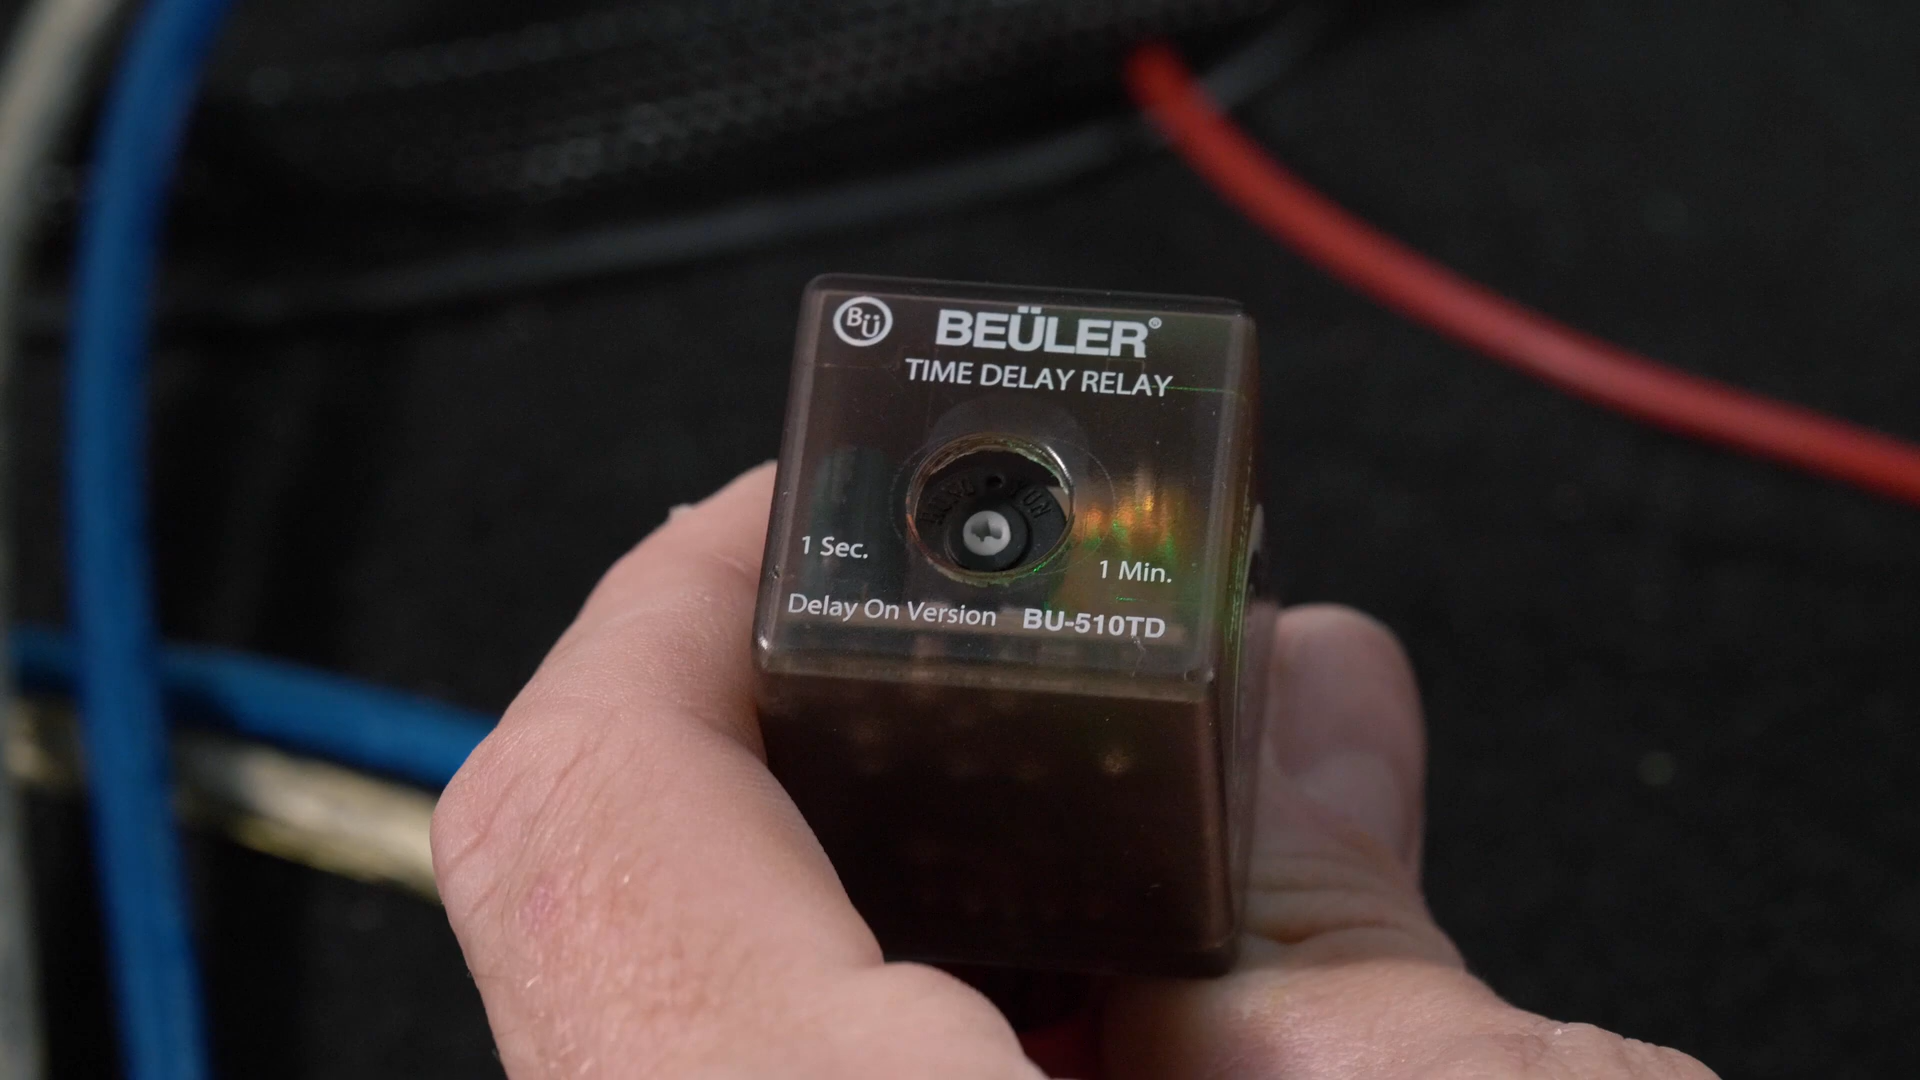 BÜ
BEÜLER®
TIME DELAY RELAY
1 Sec.
1 Min.
Delay On Version BU-510TD